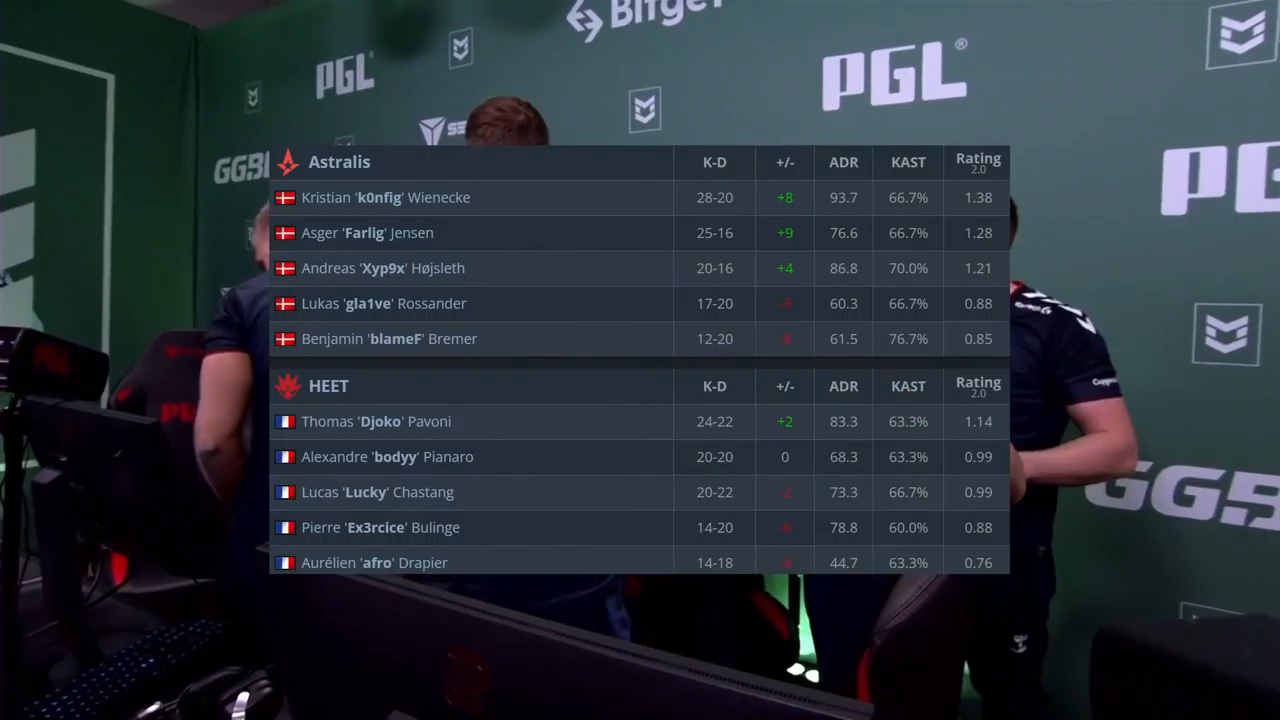 Bitget
PGL
PGL®
GG5
PGL
Astralis K-D +/- ADR KAST Rating 2.0
Kristian 'k0nfig' Wienecke 28-20 +8 93.7 66.7% 1.38
Asger 'Farlig' Jensen 25-16 +9 76.6 66.7% 1.28
Andreas 'Xyp9x' Højsleth 20-16 +4 86.8 70.0% 1.21
Lukas 'gla1ve' Rossander 17-20 -3 60.3 66.7% 0.88
Benjamin 'blameF' Bremer 12-20 -8 61.5 76.7% 0.85
HEET K-D +/- ADR KAST Rating 2.0
Thomas 'Djoko' Pavoni 24-22 +2 83.3 63.3% 1.14
Alexandre 'bodyy' Pianaro 20-20 0 68.3 63.3% 0.99
Lucas 'Lucky' Chastang 20-22 -2 73.3 66.7% 0.99
Pierre 'Ex3rcice' Bulinge 14-20 -6 78.8 60.0% 0.88
Aurélien 'afro' Drapier 14-18 -4 44.7 63.3% 0.76
GG5